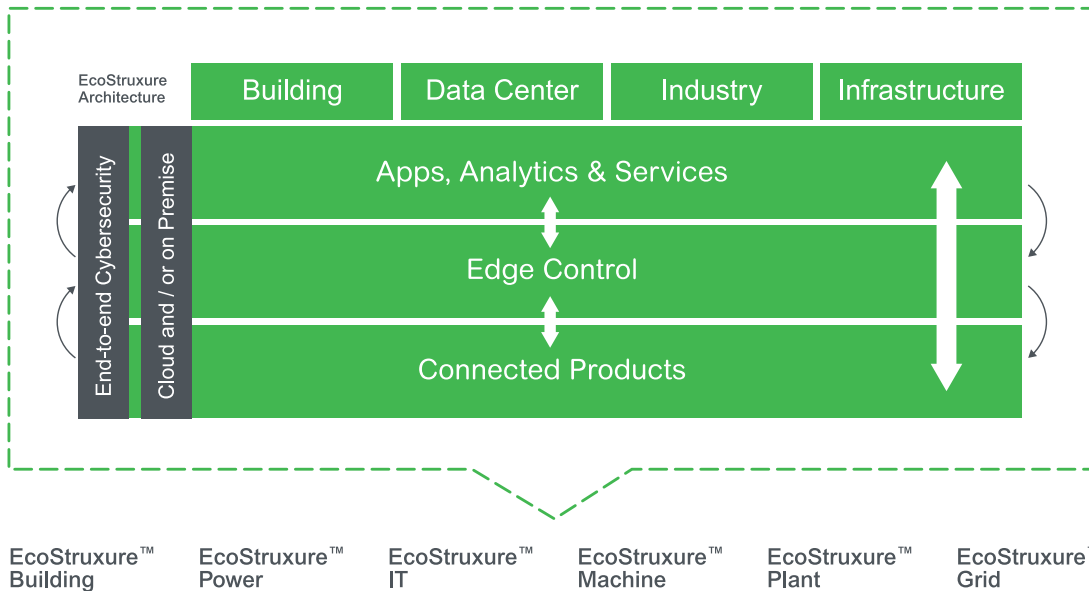 EcoStruxure
Architecture
Building
Data Center
Industry
Infrastructure
End-to-end Cybersecurity
Cloud and / or on Premise
Apps, Analytics & Services
Edge Control
Connected Products
EcoStruxure™
Building
EcoStruxure™
Power
EcoStruxure™
IT
EcoStruxure™
Machine
EcoStruxure™
Plant
EcoStruxure™
Grid